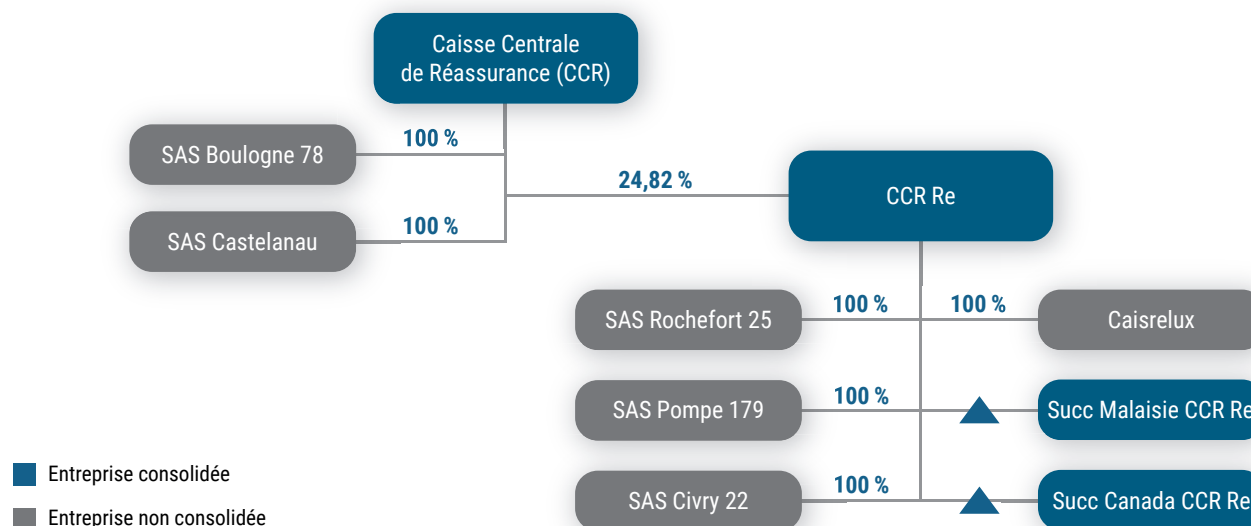 Caisse Centrale
de Réassurance (CCR)
SAS Boulogne 78
100 %
24,82 %
CCR Re
SAS Castelanau
100 %
SAS Rochefort 25
100 %
100 %
Caisrelux
SAS Pompe 179
100 %
Succ Malaisie CCR Re
SAS Civry 22
100 %
Succ Canada CCR Re
Entreprise consolidée
Entreprise non consolidée